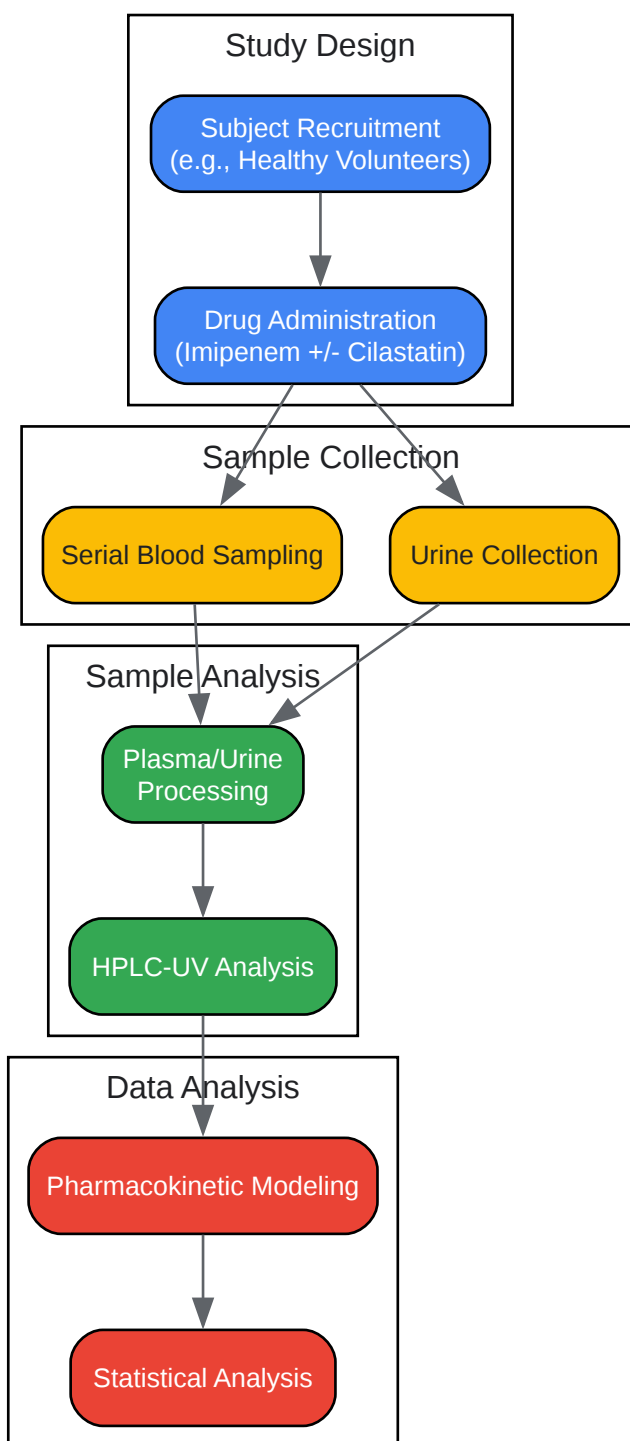 Study Design
Subject Recruitment
(e.g., Healthy Volunteers)
Drug Administration
(Imipenem +/- Cilastatin)
Sample Collection
Serial Blood Sampling
Urine Collection
Sample Analysis
Plasma/Urine
Processing
HPLC-UV Analysis
Data Analysis
Pharmacokinetic Modeling
Statistical Analysis